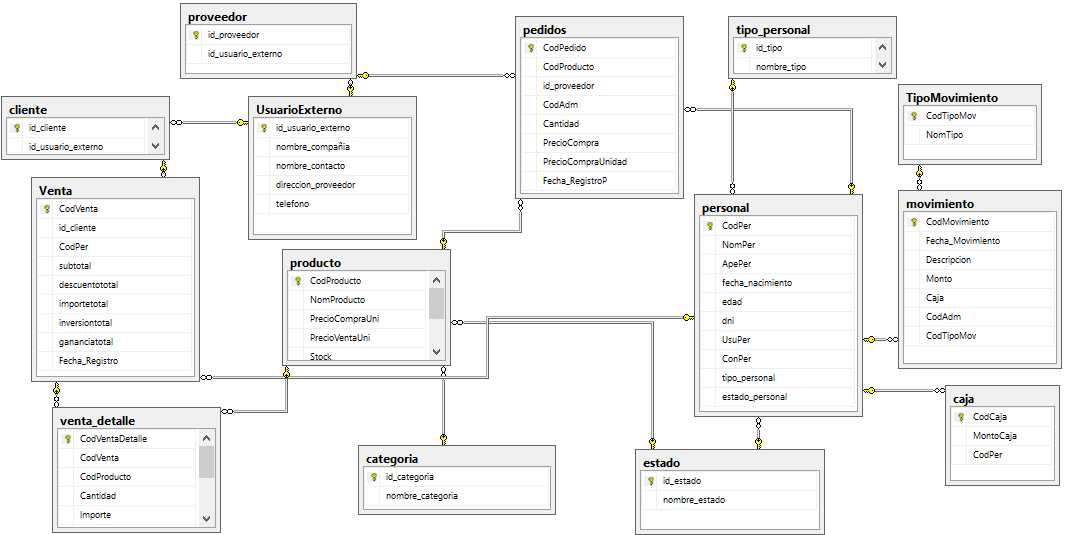 proveedor
id_proveedor
id_usuario_externo
pedidos
CodPedido
CodProducto
id_proveedor
CodAdm
Cantidad
PrecioCompra
PrecioCompraUnidad
Fecha_RegistroP
tipo_personal
id_tipo
nombre_tipo
cliente
id_cliente
id_usuario_externo
UsuarioExterno
id_usuario_externo
nombre_compañia
nombre_contacto
direccion_proveedor
telefono
TipoMovimiento
CodTipoMov
NomTipo
Venta
CodVenta
id_cliente
CodPer
subtotal
descuentototal
importetotal
inversiontotal
gananciatotal
Fecha_Registro
producto
CodProducto
NomProducto
PrecioCompraUni
PrecioVentaUni
Stock
personal
CodPer
NomPer
ApePer
fecha_nacimiento
edad
dni
UsuPer
ConPer
tipo_personal
estado_personal
movimiento
CodMovimiento
Fecha_Movimiento
Descripcion
Monto
Caja
CodAdm
CodTipoMov
venta_detalle
CodVentaDetalle
CodVenta
CodProducto
Cantidad
Importe
categoria
id_categoria
nombre_categoria
estado
id_estado
nombre_estado
caja
CodCaja
MontoCaja
CodPer